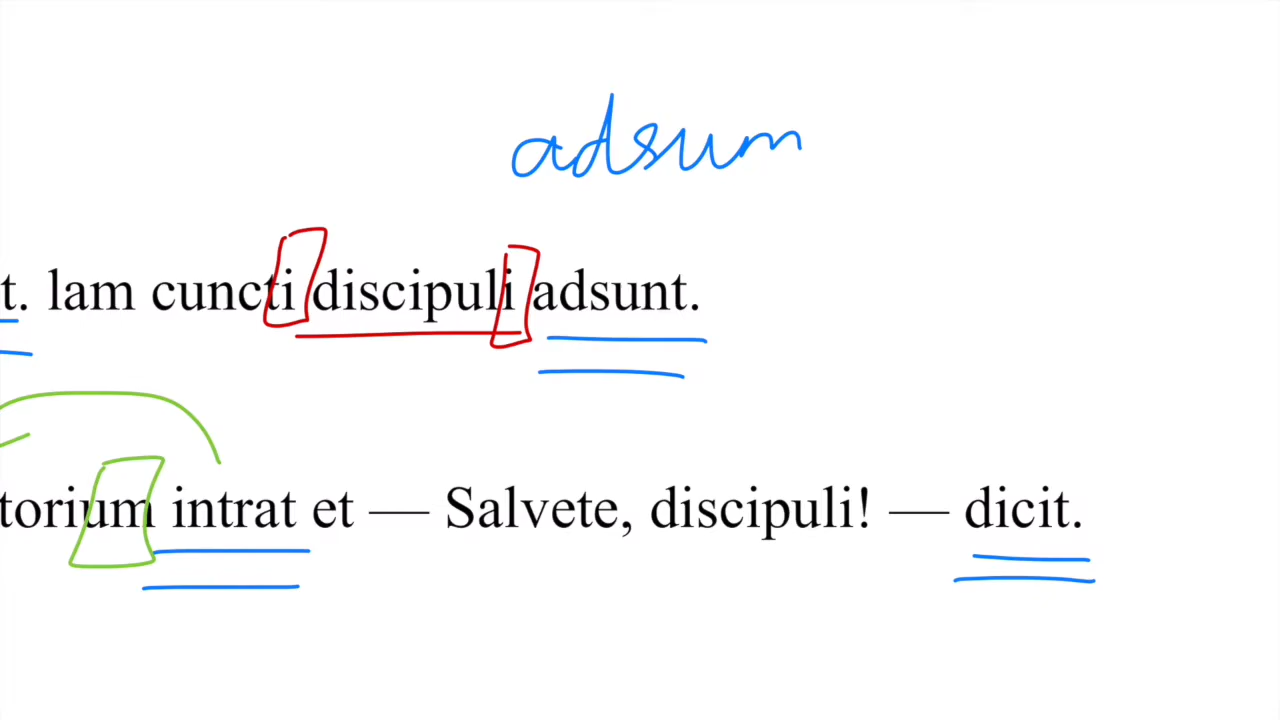 adsum
t. Iam cuncti discipuli adsunt.
torium intrat et — Salvete, discipuli! — dicit.